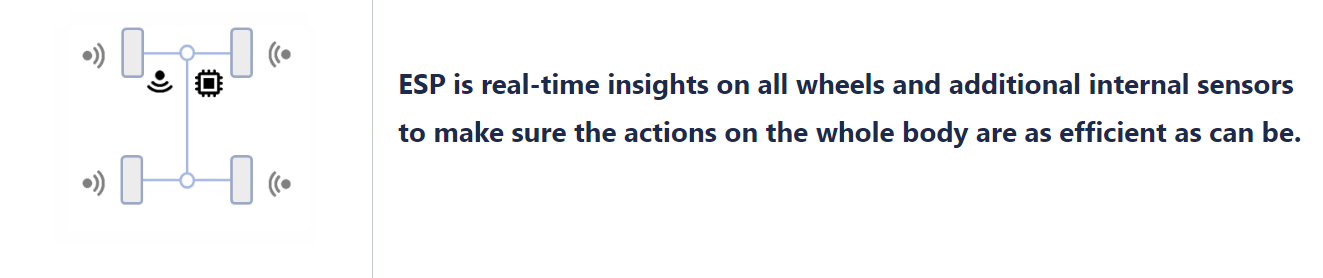 ESP is real-time insights on all wheels and additional internal sensors
to make sure the actions on the whole body are as efficient as can be.